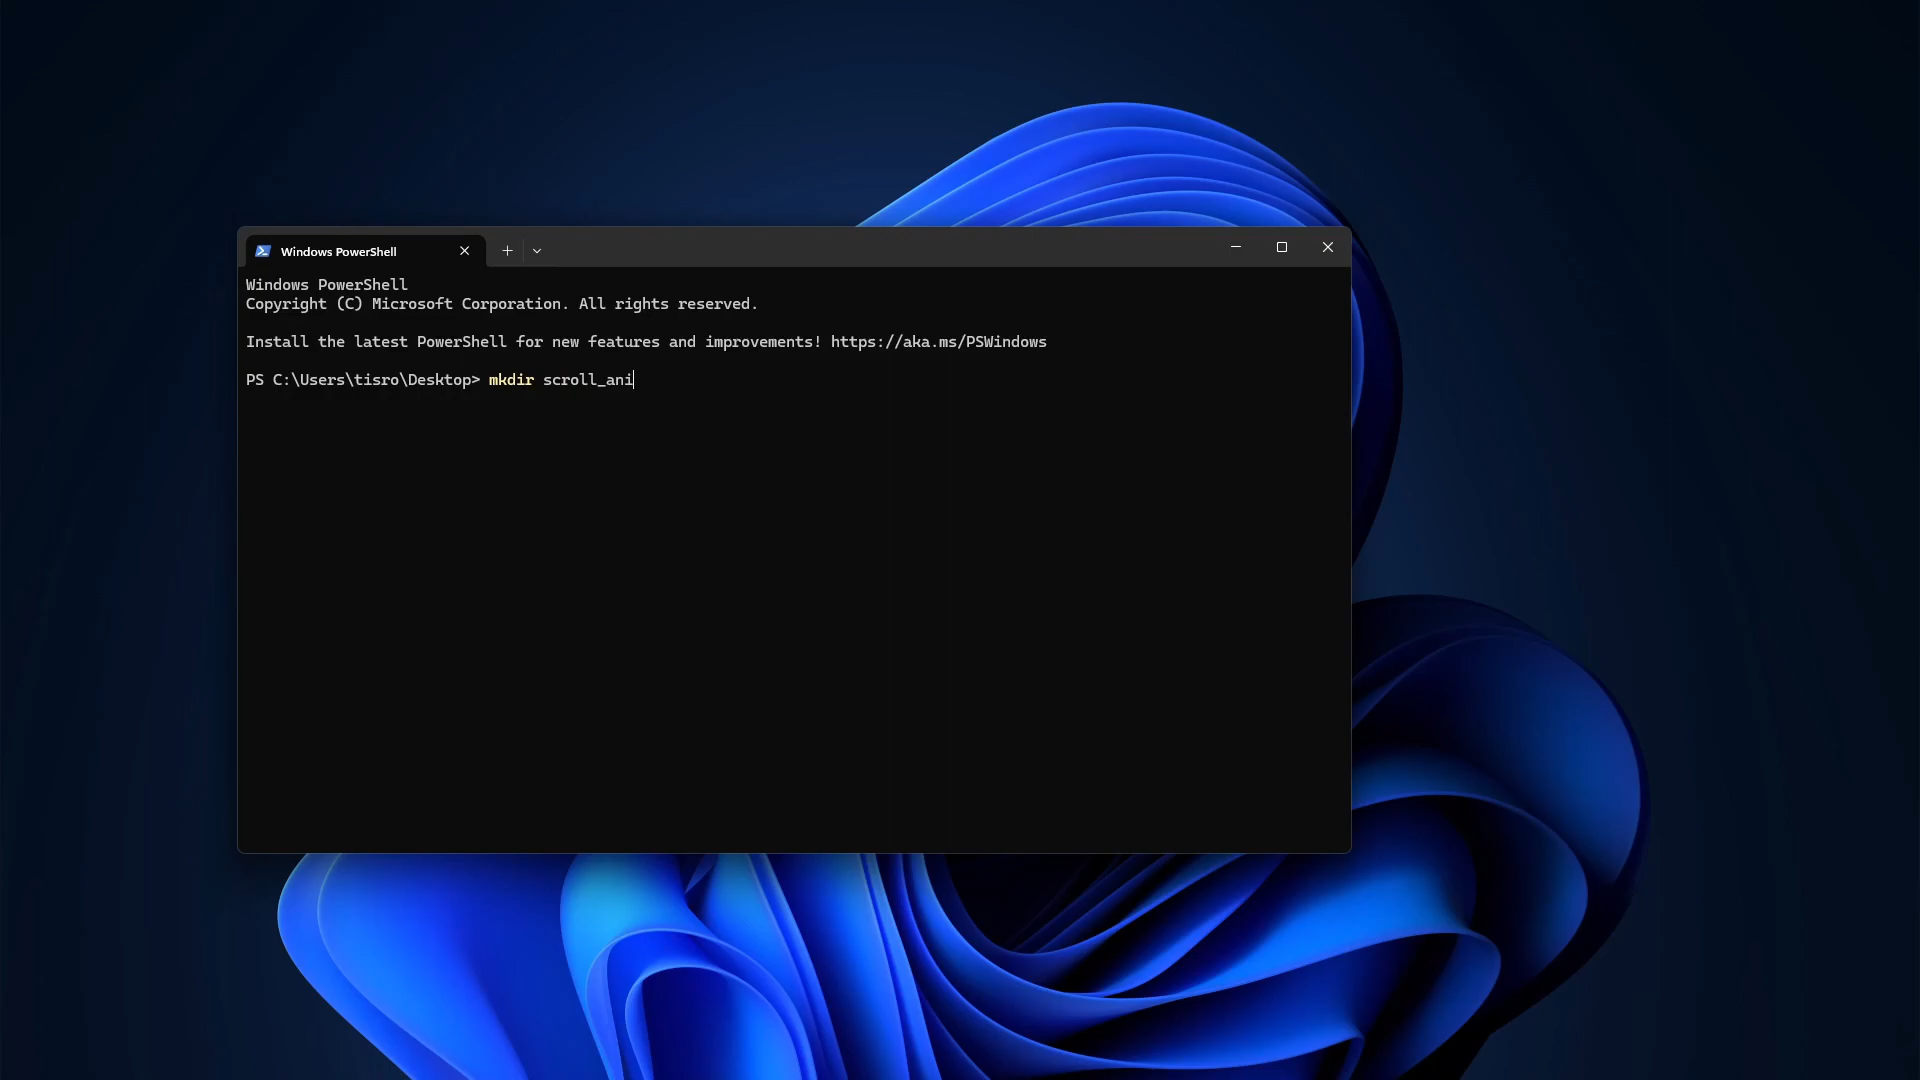 Windows PowerShell
Windows PowerShell
Copyright (C) Microsoft Corporation. All rights reserved.
Install the latest PowerShell for new features and improvements! https://aka.ms/PSWindows
PS C:\Users\tisro\Desktop> mkdir scroll_ani